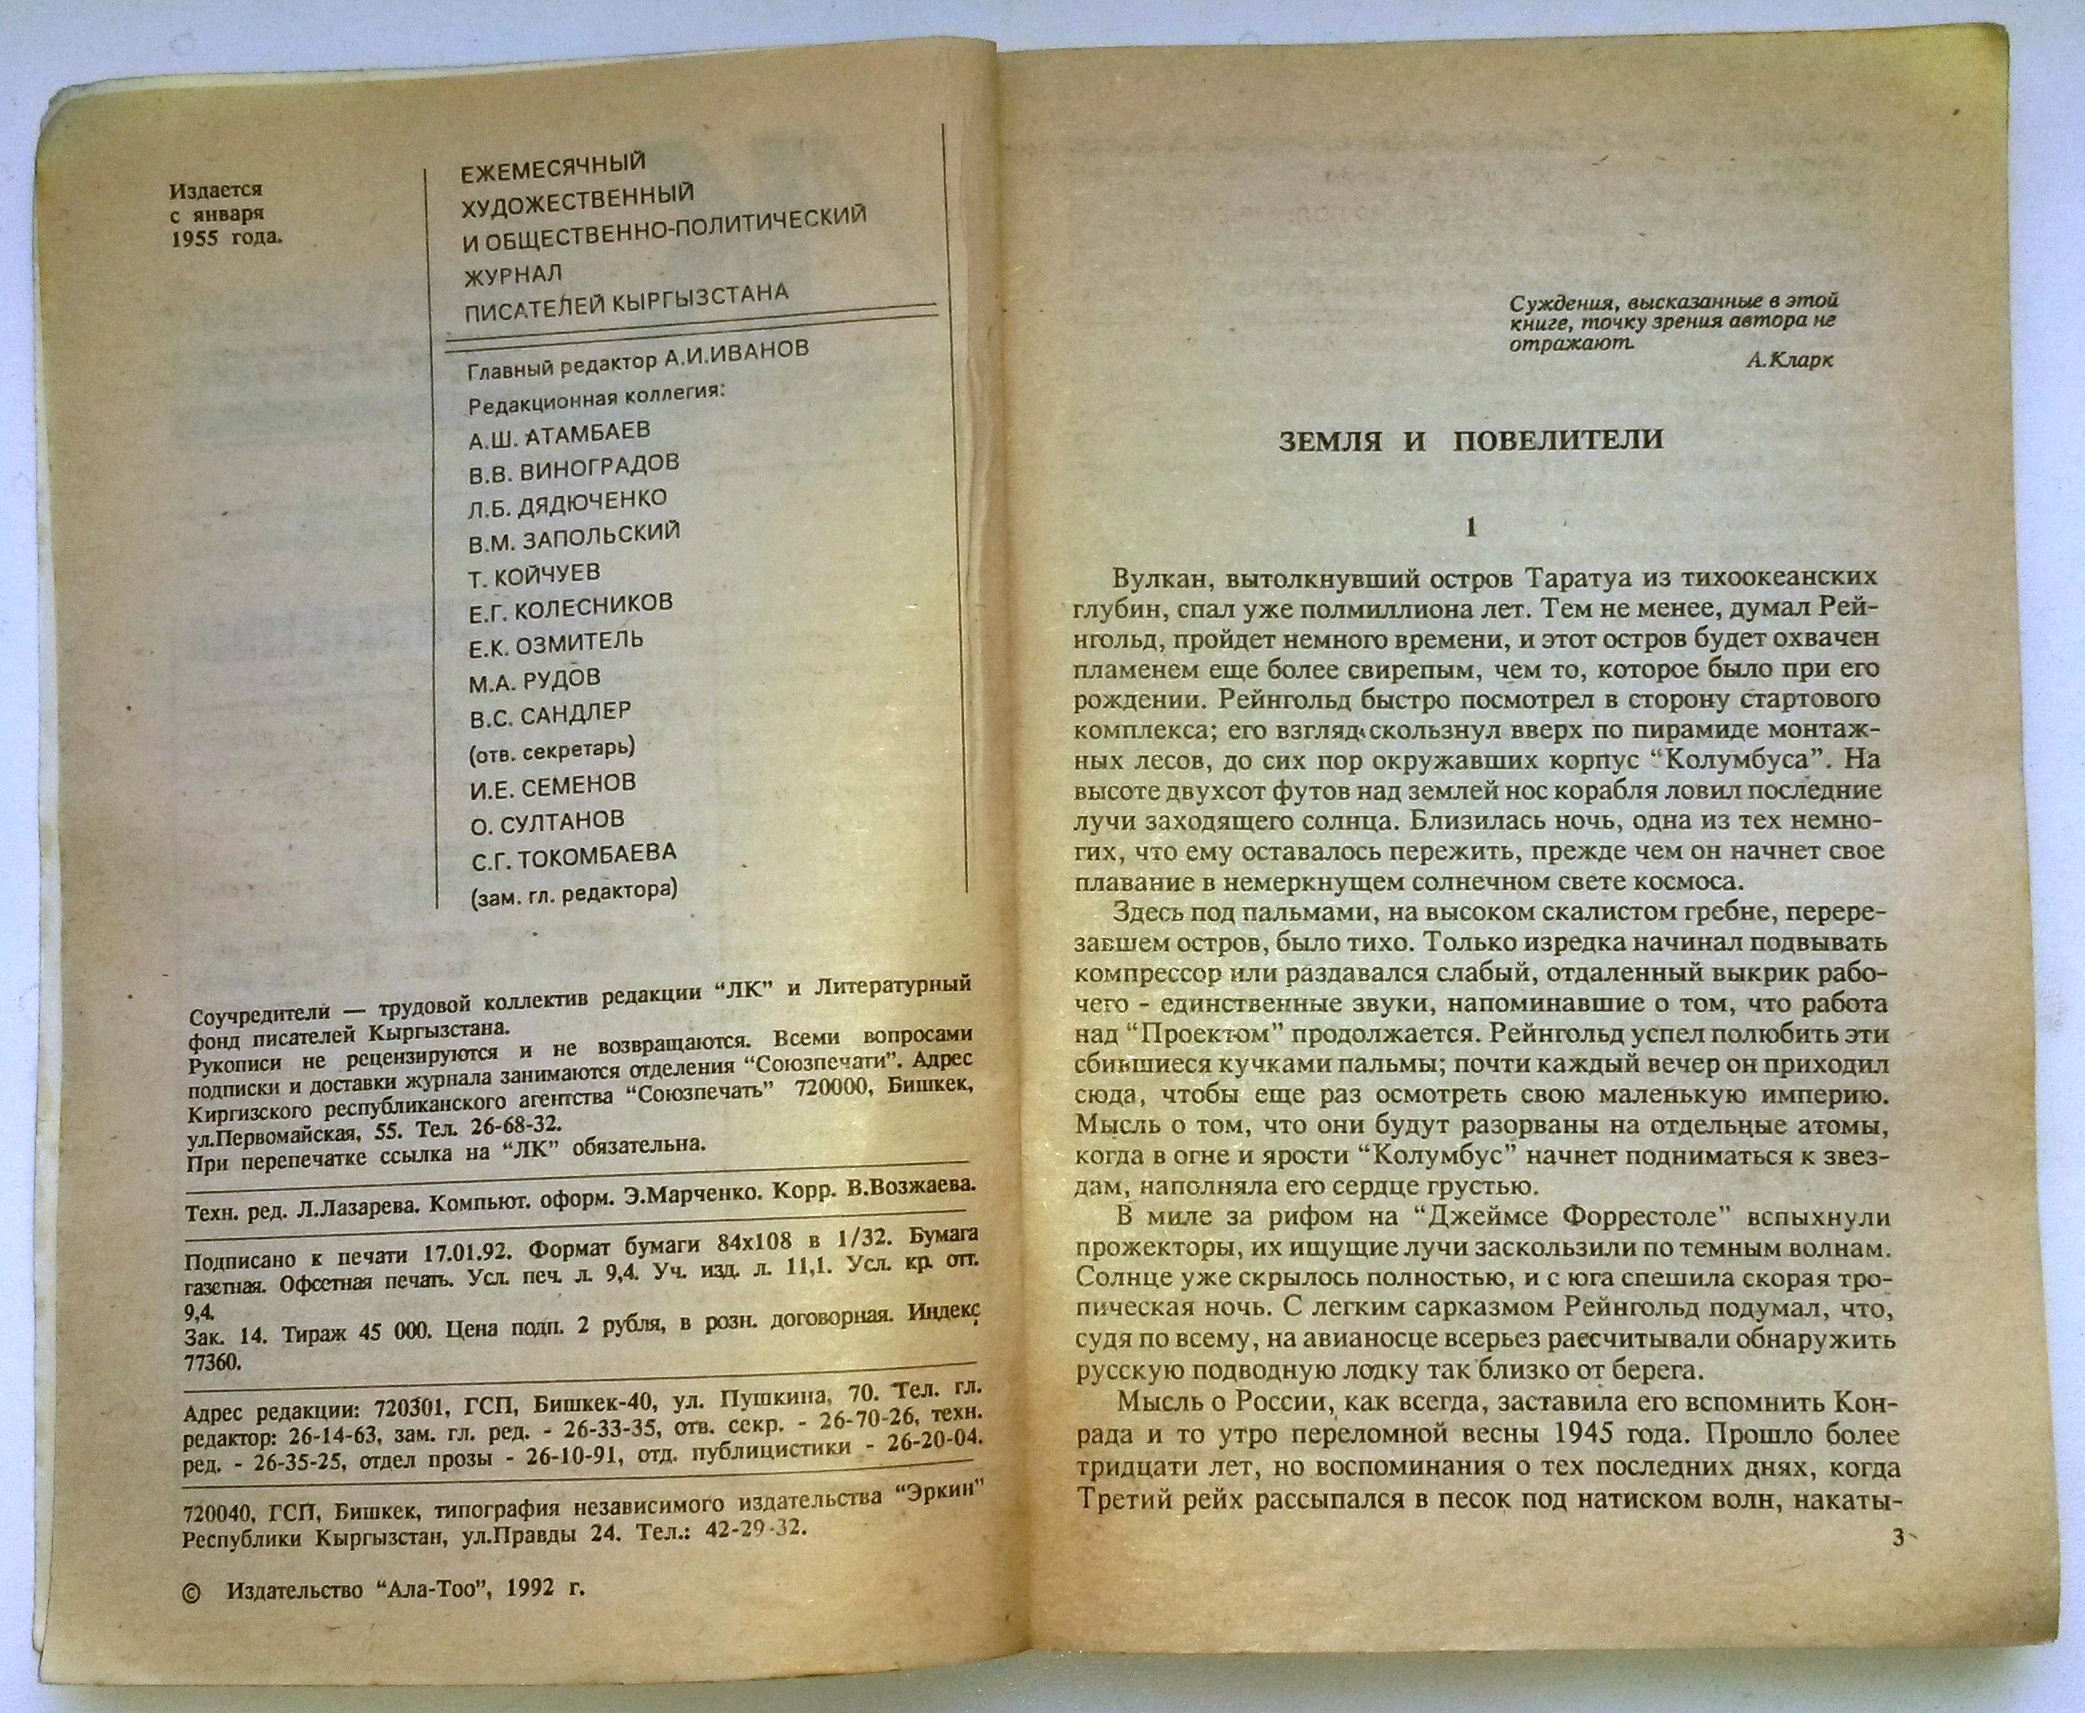 Издается
с января
1955 года.
ЕЖЕМЕСЯЧНЫЙ
ХУДОЖЕСТВЕННЫЙ
И ОБЩЕСТВЕННО-ПОЛИТИЧЕСКИЙ
ЖУРНАЛ
ПИСАТЕЛЕЙ КЫРГЫЗСТАНА
Главный редактор А.И.ИВАНОВ
Редакционная коллегия:
А.Ш. АТАМБАЕВ
В.В. ВИНОГРАДОВ
Л.Б. ДЯДЮЧЕНКО
В.М. ЗАПОЛЬСКИЙ
Т. КОЙЧУЕВ
Е.Г. КОЛЕСНИКОВ
Е.К. ОЗМИТЕЛЬ
М.А. РУДОВ
В.С. САНДЛЕР
(отв. секретарь)
И.Е. СЕМЕНОВ
О. СУЛТАНОВ
С.Г. ТОКОМБАЕВА
(зам. гл. редактора)
Соучредители — трудовой коллектив редакции “ЛК” и Литературный
фонд писателей Кыргызстана.
Рукописи не рецензируются и не возвращаются. Всеми вопросами
подписки и доставки журнала занимаются отделения “Союзпечати”. Адрес
Киргизского республиканского агентства “Союзпечать” 720000, Бишкек,
ул.Первомайская, 55. Тел. 26-68-32.
При перепечатке ссылка на “ЛК” обязательна.
Техн. ред. Л.Лазарева. Компьют. оформ. Э.Марченко. Корр. В.Возжаева.
Подписано к печати 17.01.92. Формат бумаги 84х108 в 1/32. Бумага
газетная. Офсетная печать. Усл. печ. л. 9,4. Уч. изд. л. 11,1. Усл. кр. отт.
9,4.
Зак. 14. Тираж 45 000. Цена подп. 2 рубля, в розн. договорная. Индекс
77360.
Адрес редакции: 720301, ГСП, Бишкек-40, ул. Пушкина, 70. Тел. гл.
редактор: 26-14-63, зам. гл. ред. - 26-33-35, отв. секр. - 26-70-26, техн.
ред. - 26-35-25, отдел прозы - 26-10-91, отд. публицистики - 26-20-04.
720040, ГСП, Бишкек, типография независимого издательства “Эркин”
Республики Кыргызстан, ул.Правды 24. Тел.: 42-29-32.
© Издательство “Ала-Тоо”, 1992 г.
Суждения, высказанные в этой
книге, точку зрения автора не
отражают.
А.Кларк
ЗЕМЛЯ И ПОВЕЛИТЕЛИ
1
Вулкан, вытолкнувший остров Таратуа из тихоокеанских
глубин, спал уже полмиллиона лет. Тем не менее, думал Рей-
нгольд, пройдет немного времени, и этот остров будет охвачен
пламенем еще более свирепым, чем то, которое было при его
рождении. Рейнгольд быстро посмотрел в сторону стартового
комплекса; его взгляд скользнул вверх по пирамиде монтаж-
ных лесов, до сих пор окружавших корпус “Колумбуса”. На
высоте двухсот футов над землей нос корабля ловил последние
лучи заходящего солнца. Близилась ночь, одна из тех немно-
гих, что ему оставалось пережить, прежде чем он начнет свое
плавание в немеркнущем солнечном свете космоса.
Здесь под пальмами, на высоком скалистом гребне, перере-
завшем остров, было тихо. Только изредка начинал подвывать
компрессор или раздавался слабый, отдаленный выкрик рабо-
чего - единственные звуки, напоминавшие о том, что работа
над “Проектом” продолжается. Рейнгольд успел полюбить эти
сбившиеся кучками пальмы; почти каждый вечер он приходил
сюда, чтобы еще раз осмотреть свою маленькую империю.
Мысль о том, что они будут разорваны на отдельные атомы,
когда в огне и ярости “Колумбус” начнет подниматься к звез-
дам, наполняла его сердце грустью.
В миле за рифом на “Джеймсе Форрестоле” вспыхнули
прожекторы, их ищущие лучи заскользили по темным волнам.
Солнце уже скрылось полностью, и с юга спешила скорая тро-
пическая ночь. С легким сарказмом Рейнгольд подумал, что,
судя по всему, на авианосце всерьез рассчитывали обнаружить
русскую подводную лодку так близко от берега.
Мысль о России, как всегда, заставила его вспомнить Кон-
рада и то утро переломной весны 1945 года. Прошло более
тридцати лет, но воспоминания о тех последних днях, когда
Третий рейх рассыпался в песок под натиском волн, накаты-
3